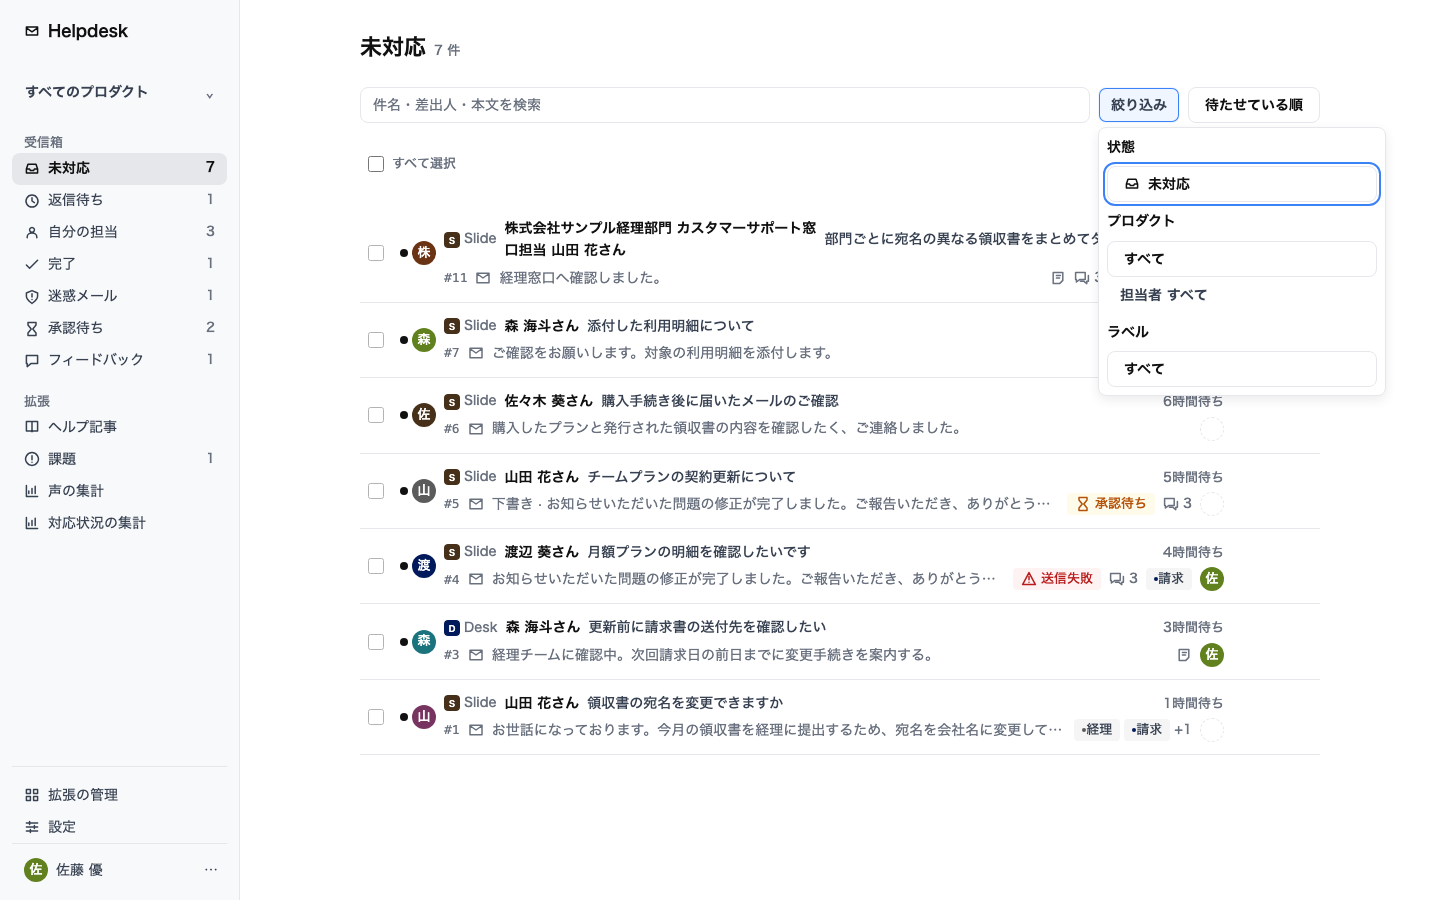 Helpdesk
すべてのプロダクト
受信箱
未対応 7
返信待ち 1
自分の担当 3
完了 1
迷惑メール 1
承認待ち 2
フィードバック 1
拡張
ヘルプ記事
課題 1
声の集計
対応状況の集計
拡張の管理
設定
佐 佐藤 優 ...
未対応 7 件
件名・差出人・本文を検索
絞り込み
待たせている順
すべて選択
状態
未対応
プロダクト
すべて
担当者 すべて
ラベル
すべて
株 S Slide 株式会社サンプル経理部門 カスタマーサポート窓口担当 山田 花さん 部門ごとに宛名の異なる領収書をまとめて
#11 経理窓口へ確認しました。
森 S Slide 森 海斗さん 添付した利用明細について
#7 ご確認をお願いします。対象の利用明細を添付します。
佐 S Slide 佐々木 葵さん 購入手続き後に届いたメールのご確認 6時間待ち
#6 購入したプランと発行された領収書の内容を確認したく、ご連絡しました。
山 S Slide 山田 花さん チームプランの契約更新について 5時間待ち
#5 下書き · お知らせいただいた問題の修正が完了しました。ご報告いただき、ありがとう… 承認待ち 3
渡 S Slide 渡辺 葵さん 月額プランの明細を確認したいです 4時間待ち
#4 お知らせいただいた問題の修正が完了しました。ご報告いただき、ありがとう… 送信失敗 3 •請求 佐
森 D Desk 森 海斗さん 更新前に請求書の送付先を確認したい 3時間待ち
#3 経理チームに確認中。次回請求日の前日までに変更手続きを案内する。 佐
山 S Slide 山田 花さん 領収書の宛名を変更できますか 1時間待ち
#1 お世話になっております。今月の領収書を経理に提出するため、宛名を会社名に変更して… •経理 •請求 +1